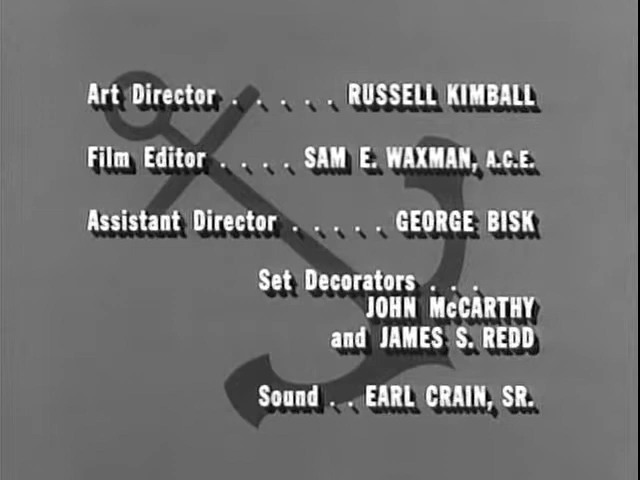 Art Director . . . . . RUSSELL KIMBALL
Film Editor . . . . SAM E. WAXMAN, A.C.E.
Assistant Director . . . . . GEORGE BISK
Set Decorators . . .
JOHN McCARTHY
and JAMES S. REDD
Sound . . EARL CRAIN, SR.